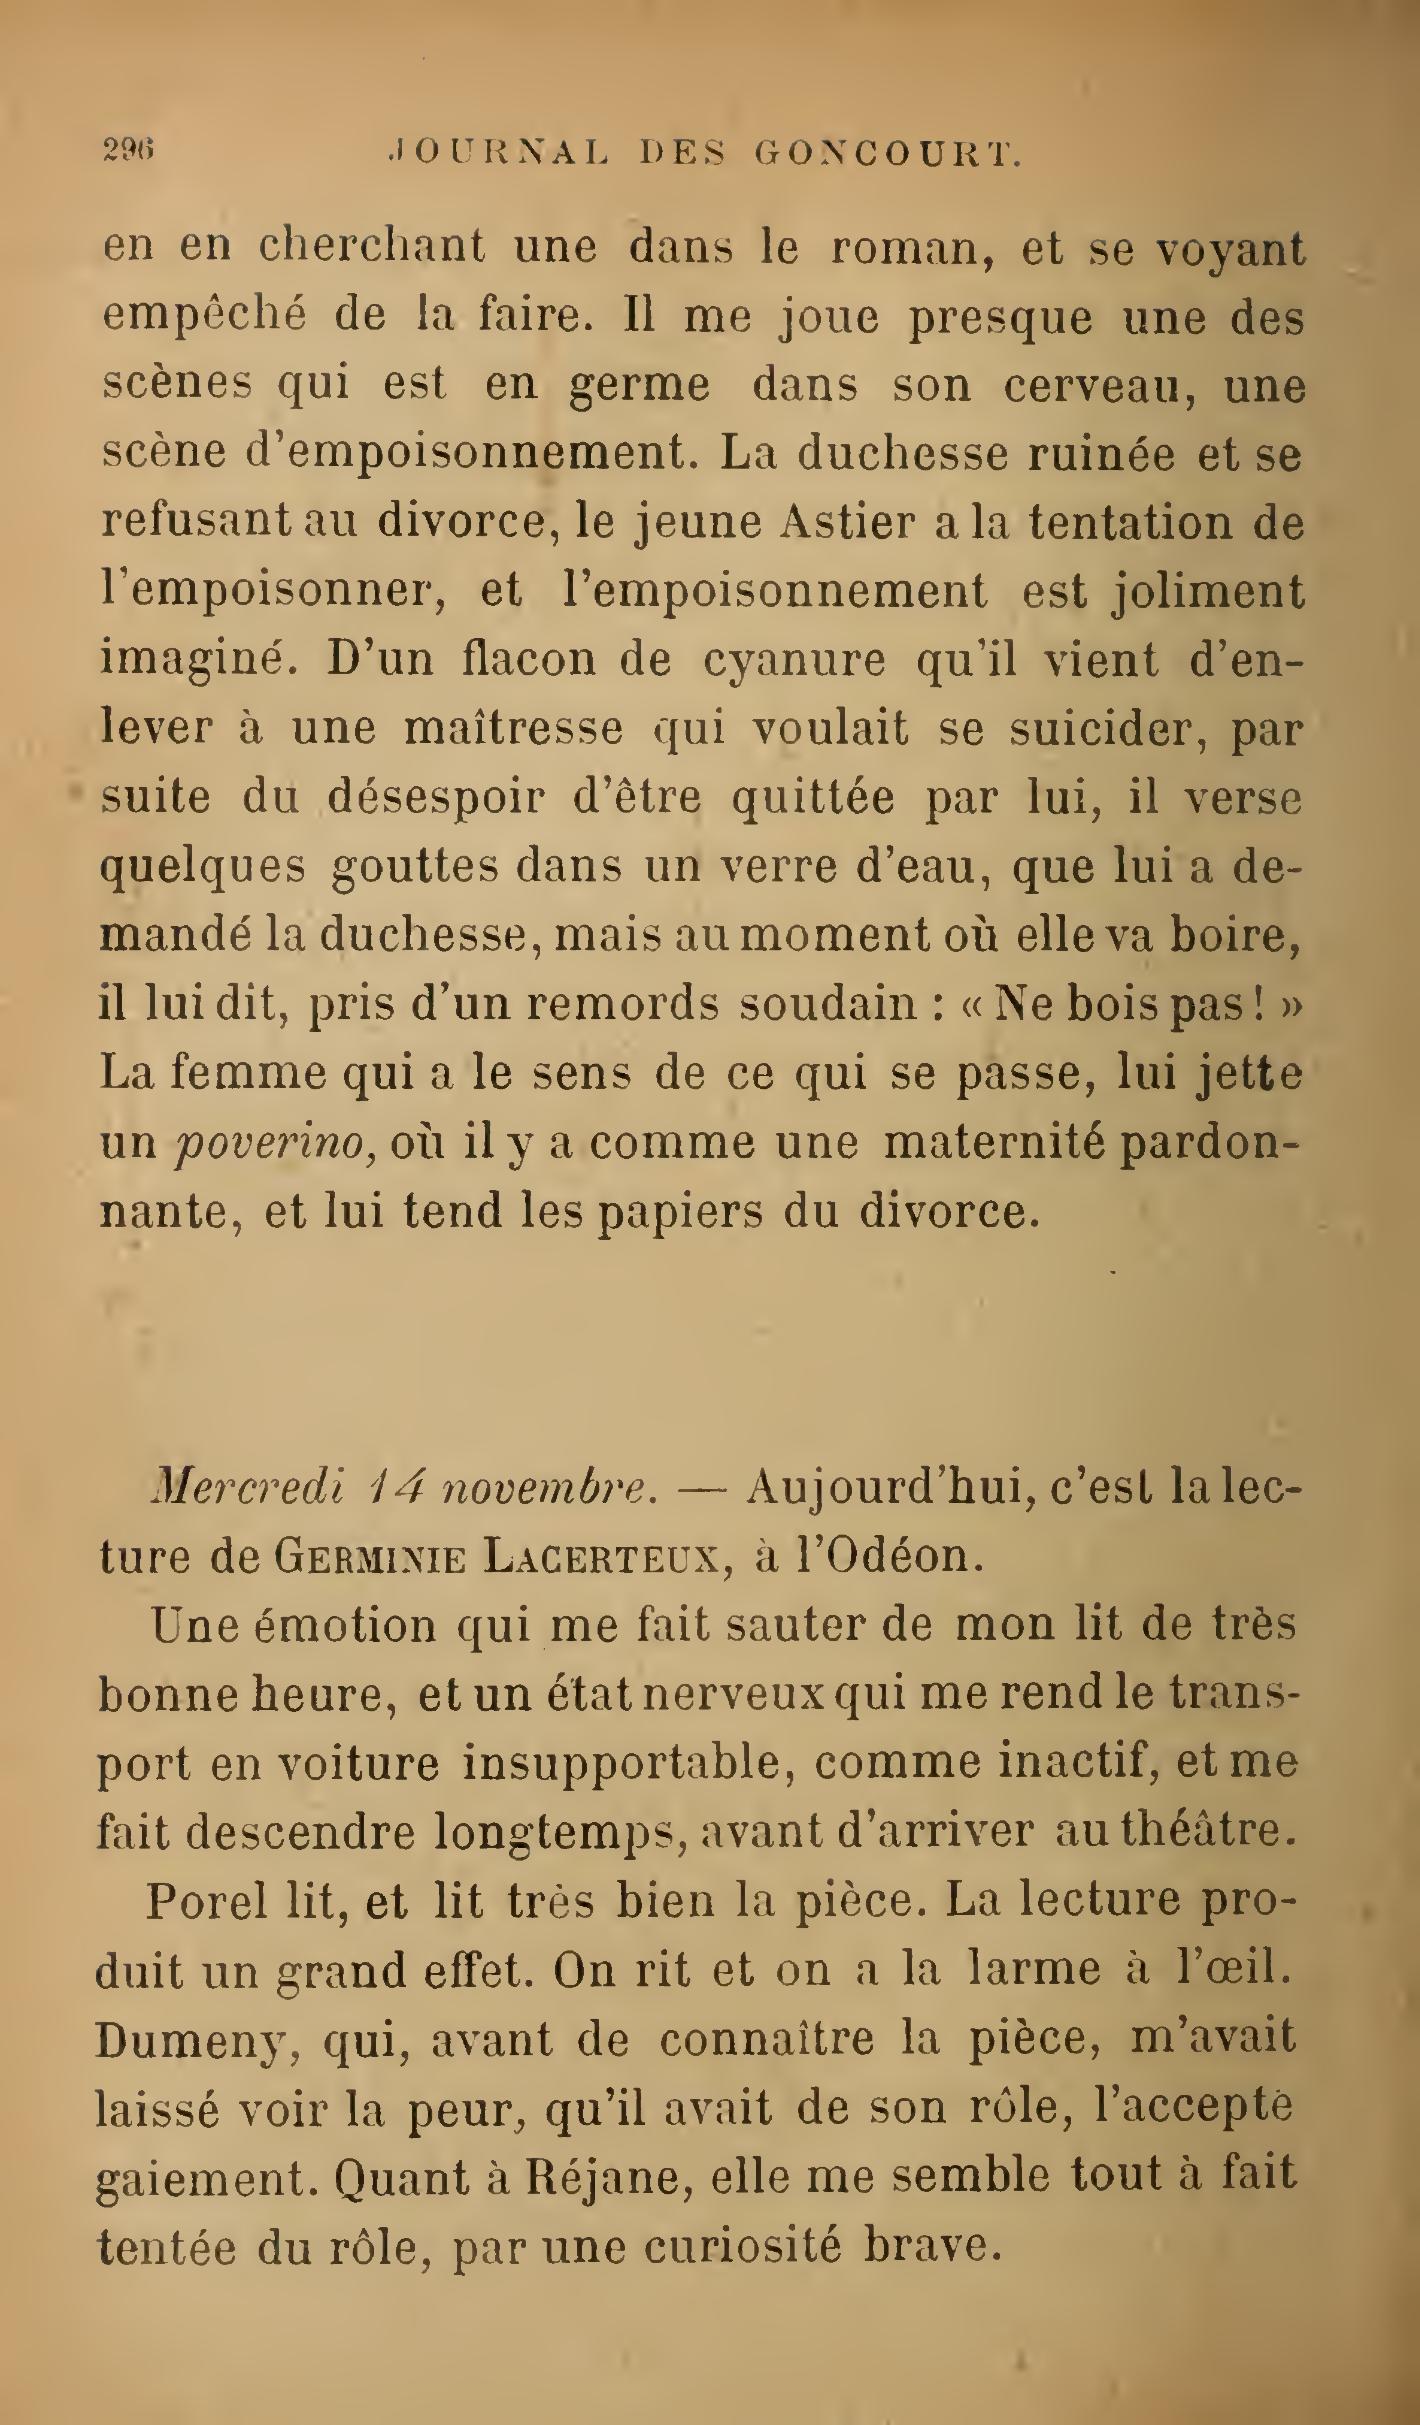 296 JOURNAL DES GONCOURT.
en en cherchant une dans le roman, et se voyant
empêché de la faire. Il me joue presque une des
scènes qui est en germe dans son cerveau, une
scène d'empoisonnement. La duchesse ruinée et se
refusant au divorce, le jeune Astier a la tentation de
l'empoisonner, et l'empoisonnement est joliment
imaginé. D'un flacon de cyanure qu'il vient d'en-
lever à une maîtresse qui voulait se suicider, par
suite du désespoir d'être quittée par lui, il verse
quelques gouttes dans un verre d'eau, que lui a de-
mandé la duchesse, mais au moment où elle va boire,
il lui dit, pris d'un remords soudain : « Ne bois pas ! »
La femme qui a le sens de ce qui se passe, lui jette
un poverino, où il y a comme une maternité pardon-
nante, et lui tend les papiers du divorce.
Mercredi 14 novembre. — Aujourd'hui, c'est la lec-
ture de GERMINIE LACERTEUX, à l'Odéon.
Une émotion qui me fait sauter de mon lit de très
bonne heure, et un état nerveux qui me rend le trans-
port en voiture insupportable, comme inactif, et me
fait descendre longtemps, avant d'arriver au théâtre.
Porel lit, et lit très bien la pièce. La lecture pro-
duit un grand effet. On rit et on a la larme à l'œil.
Dumeny, qui, avant de connaître la pièce, m'avait
laissé voir la peur, qu'il avait de son rôle, l'accepte
gaiement. Quant à Réjane, elle me semble tout à fait
tentée du rôle, par une curiosité brave.